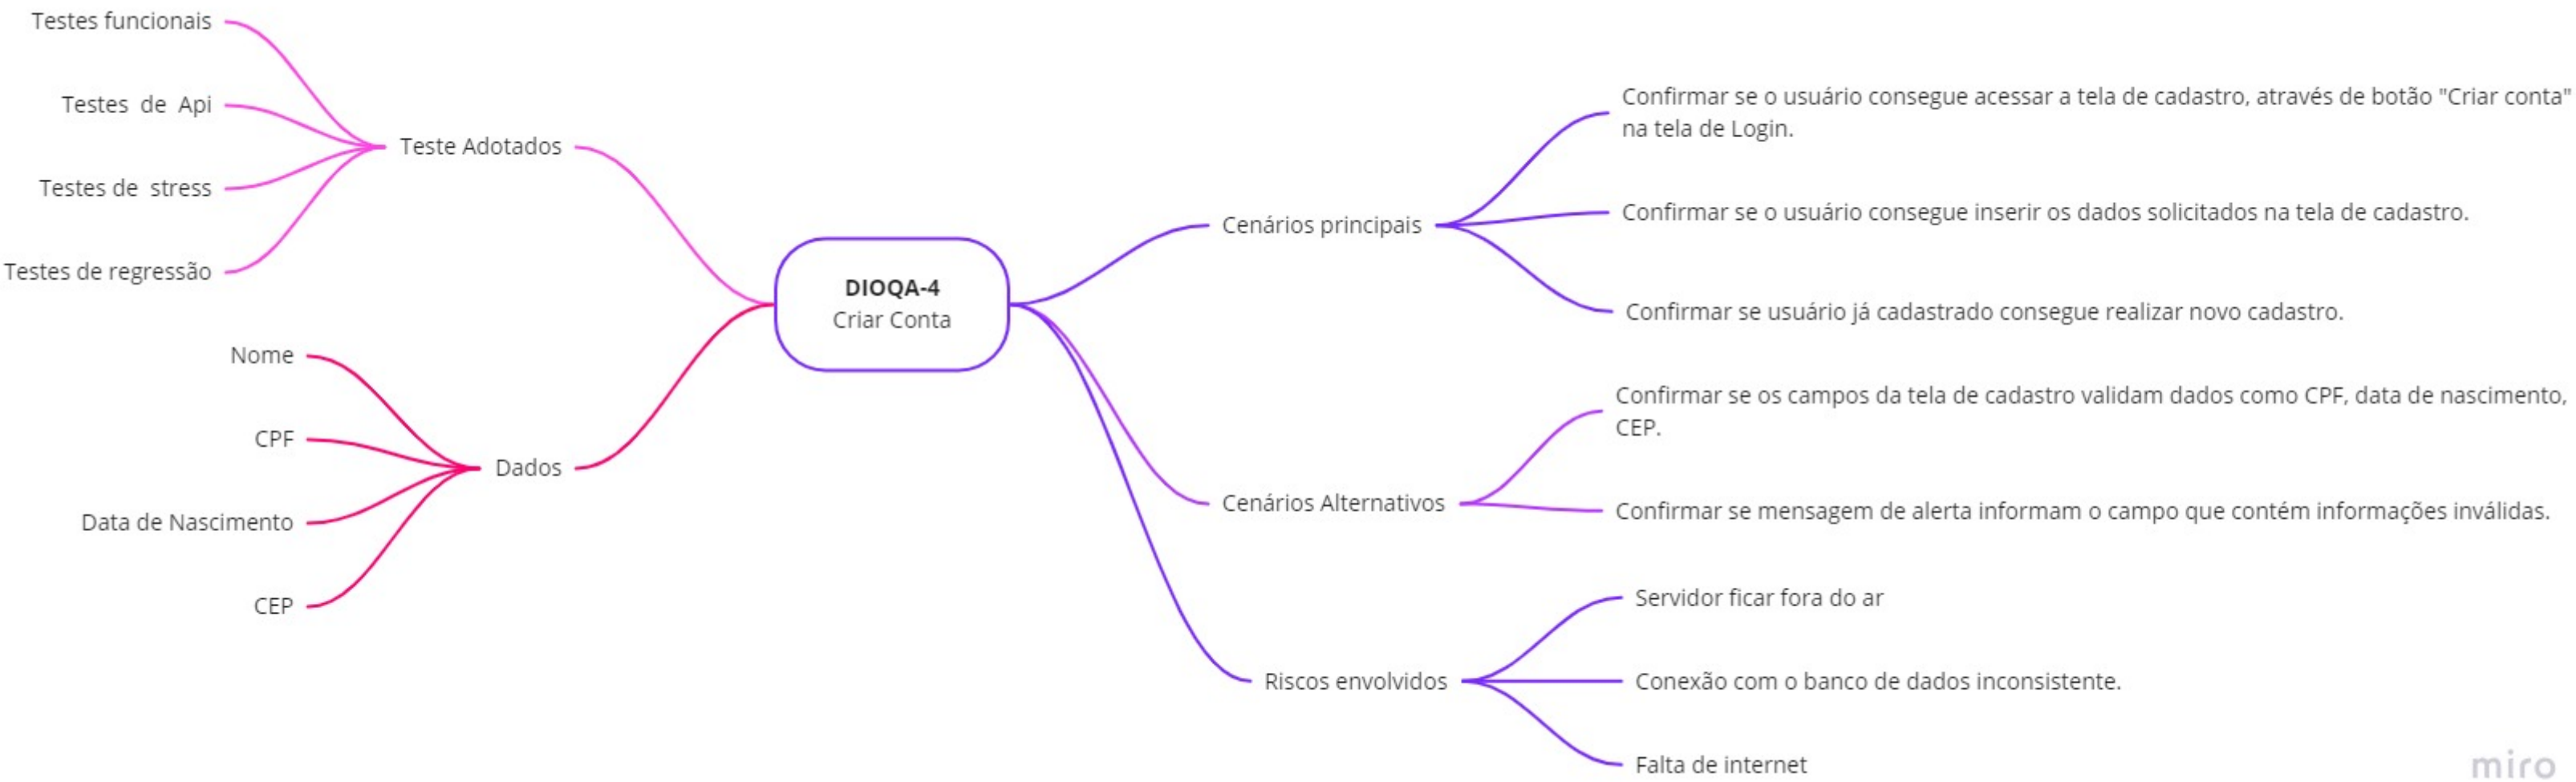 Testes funcionais
Testes de Api
Testes de stress
Testes de regressão
Teste Adotados
Nome
CPF
Data de Nascimento
CEP
Dados
DIOQA-4
Criar Conta
Cenários principais
Confirmar se o usuário consegue acessar a tela de cadastro, através de botão "Criar conta"
na tela de Login.
Confirmar se o usuário consegue inserir os dados solicitados na tela de cadastro.
Confirmar se usuário já cadastrado consegue realizar novo cadastro.
Cenários Alternativos
Confirmar se os campos da tela de cadastro validam dados como CPF, data de nascimento,
CEP.
Confirmar se mensagem de alerta informam o campo que contém informações inválidas.
Riscos envolvidos
Servidor ficar fora do ar
Conexão com o banco de dados inconsistente.
Falta de internet
miro